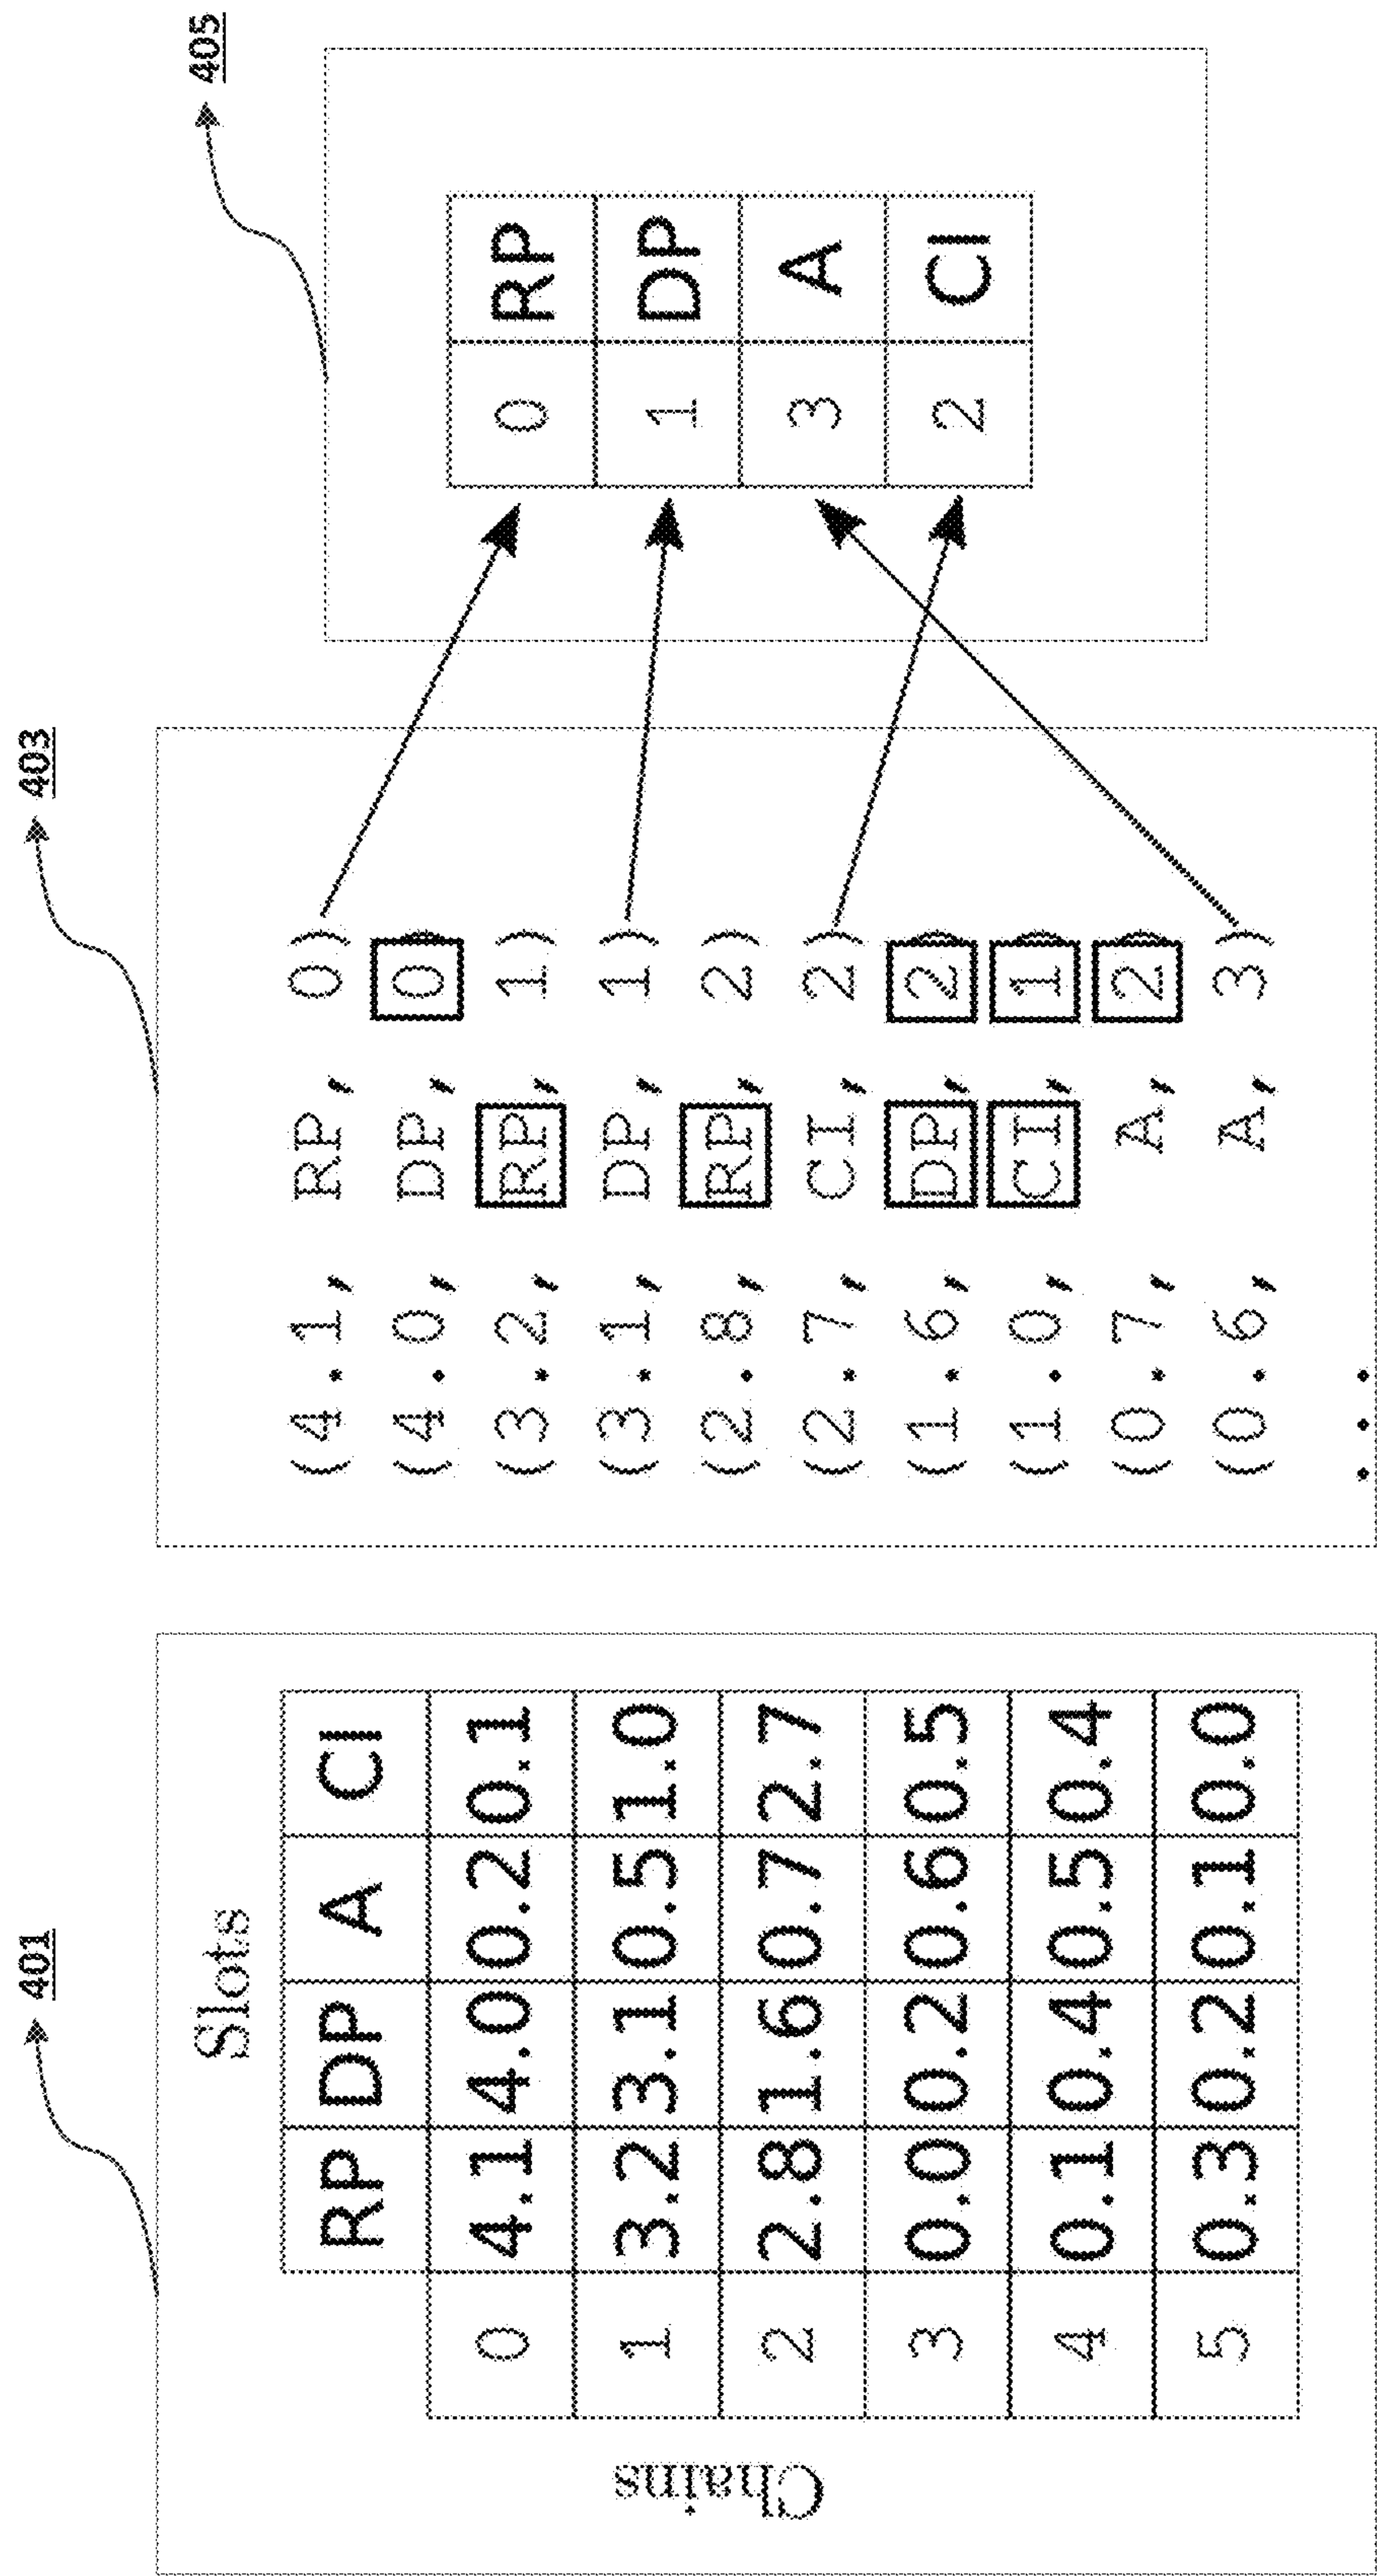 401
Slots
RP DP A CI
0 4.1 4.0 0.2 0.1
1 3.2 3.1 0.5 1.0
2 2.8 1.6 0.7 2.7
3 0.0 0.2 0.6 0.5
4 0.1 0.4 0.5 0.4
5 0.3 0.2 0.1 0.0
Chains
403
(4.1, RP, 0)
(4.0, DP, 0)
(3.2, RP, 1)
(3.1, DP, 1)
(2.8, RP, 2)
(2.7, CI, 2)
(1.6, DP, 2)
(1.0, CI, 1)
(0.7, A, 2)
(0.6, A, 3)
...
405
0 RP
1 DP
3 A
2 CI